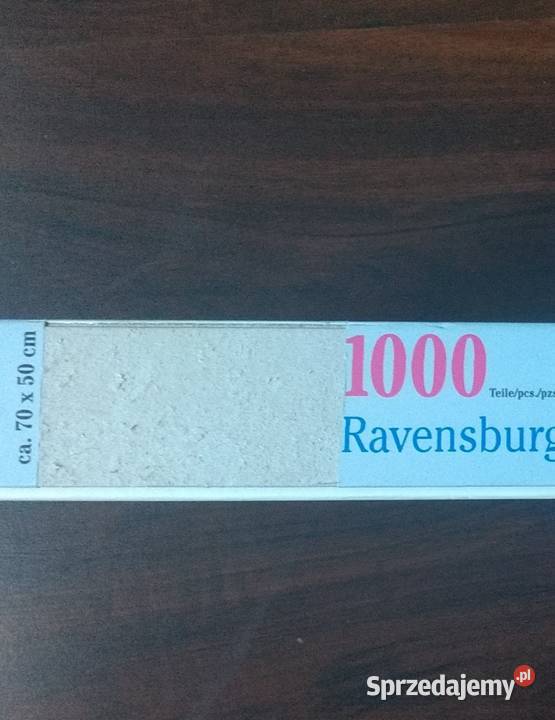 ca. 70 x 50 cm
1000
Teile/pcs./pzs
Ravensburg
Sprzedajemy.pl